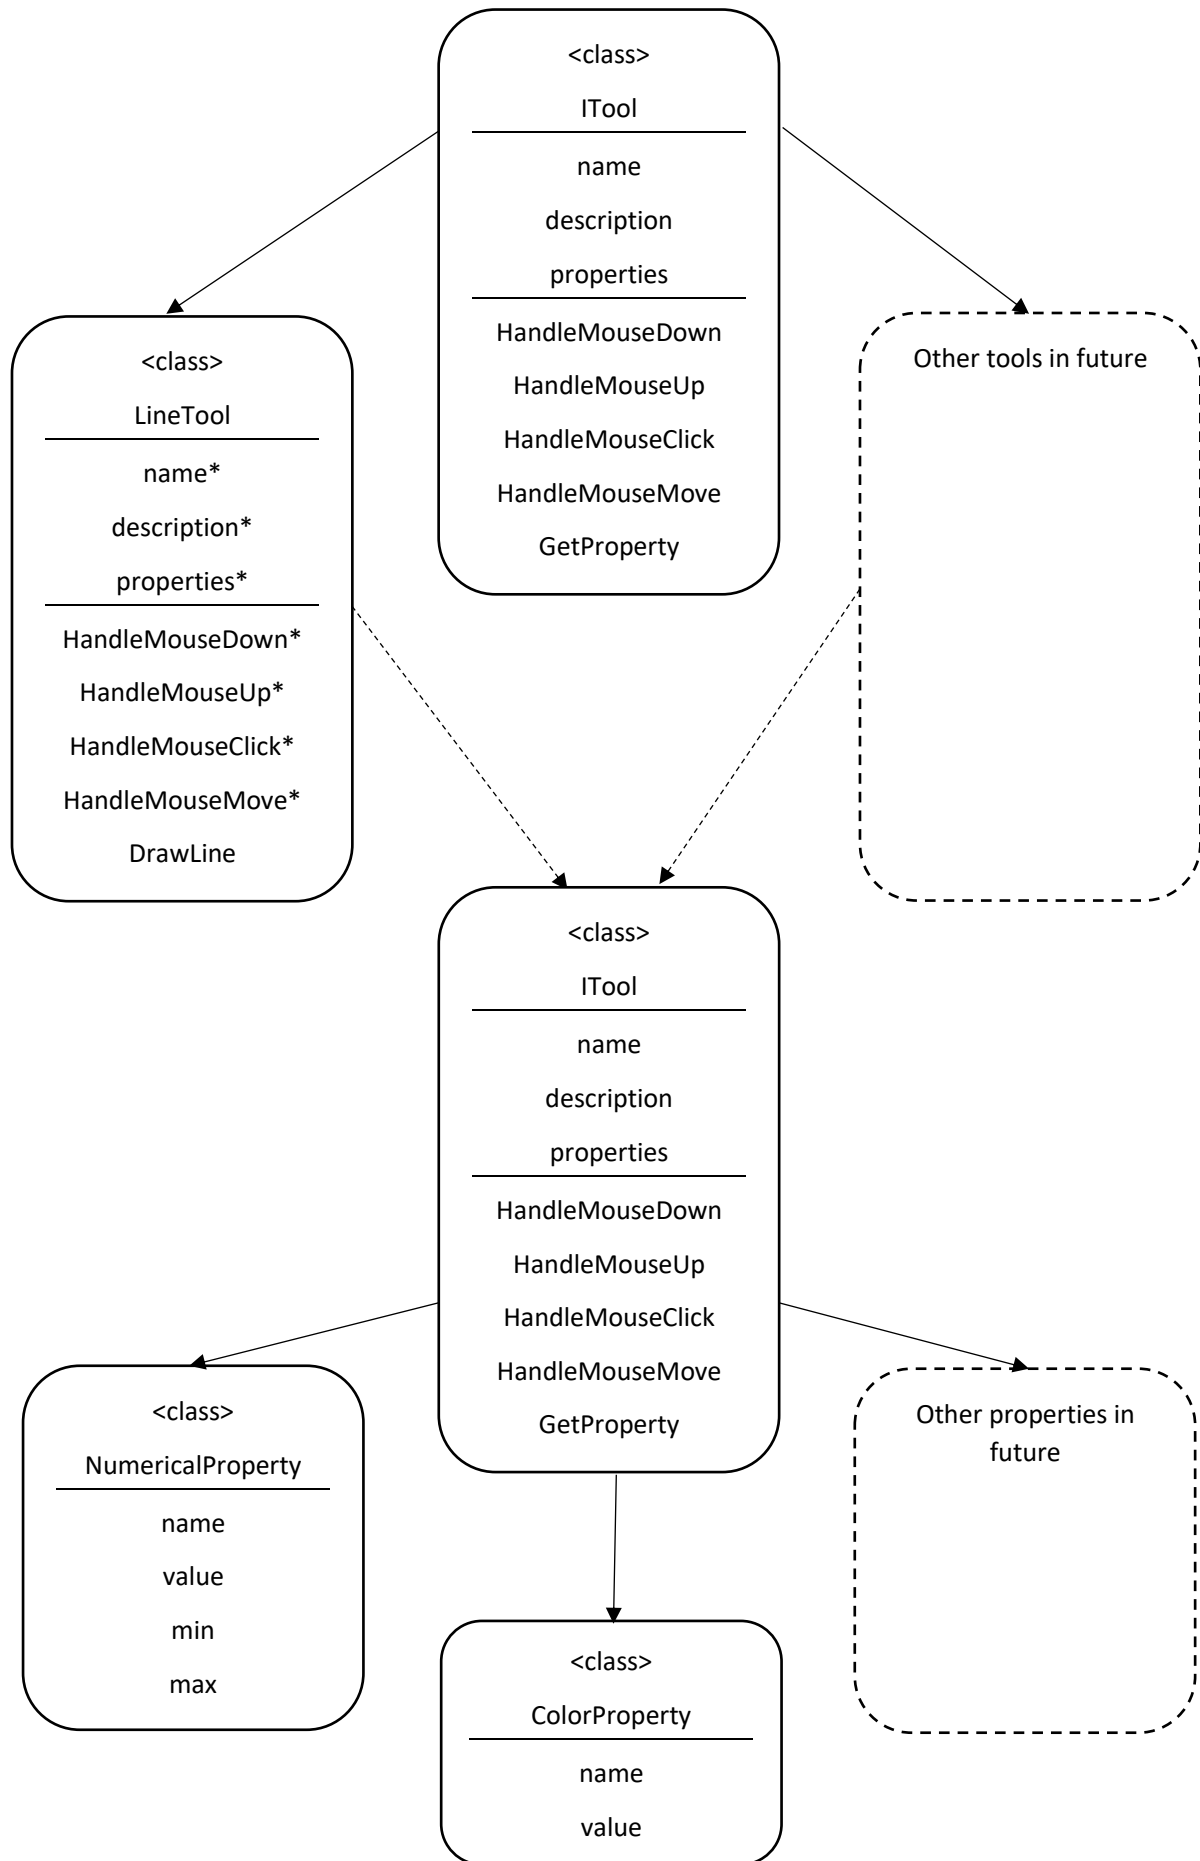 <class>
ITool
name
description
properties
HandleMouseDown
HandleMouseUp
HandleMouseClick
HandleMouseMove
GetProperty
<class>
LineTool
name*
description*
properties*
HandleMouseDown*
HandleMouseUp*
HandleMouseClick*
HandleMouseMove*
DrawLine
Other tools in future
<class>
ITool
name
description
properties
HandleMouseDown
HandleMouseUp
HandleMouseClick
HandleMouseMove
GetProperty
<class>
NumericalProperty
name
value
min
max
<class>
ColorProperty
name
value
Other properties in
future